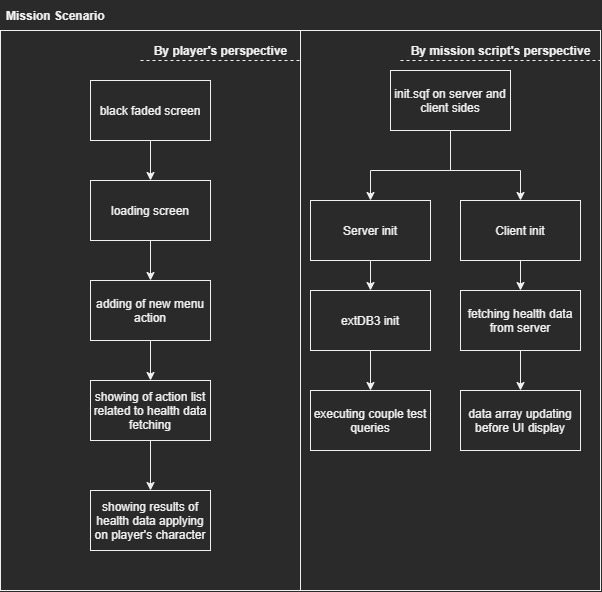 Mission Scenario
By player's perspective
black faded screen
loading screen
adding of new menu
action
showing of action list
related to health data
fetching
showing results of
health data applying
on player's character
By mission script's perspective
init.sqf on server and
client sides
Server init
Client init
extDB3 init
fetching health data
from server
executing couple test
queries
data array updating
before UI display